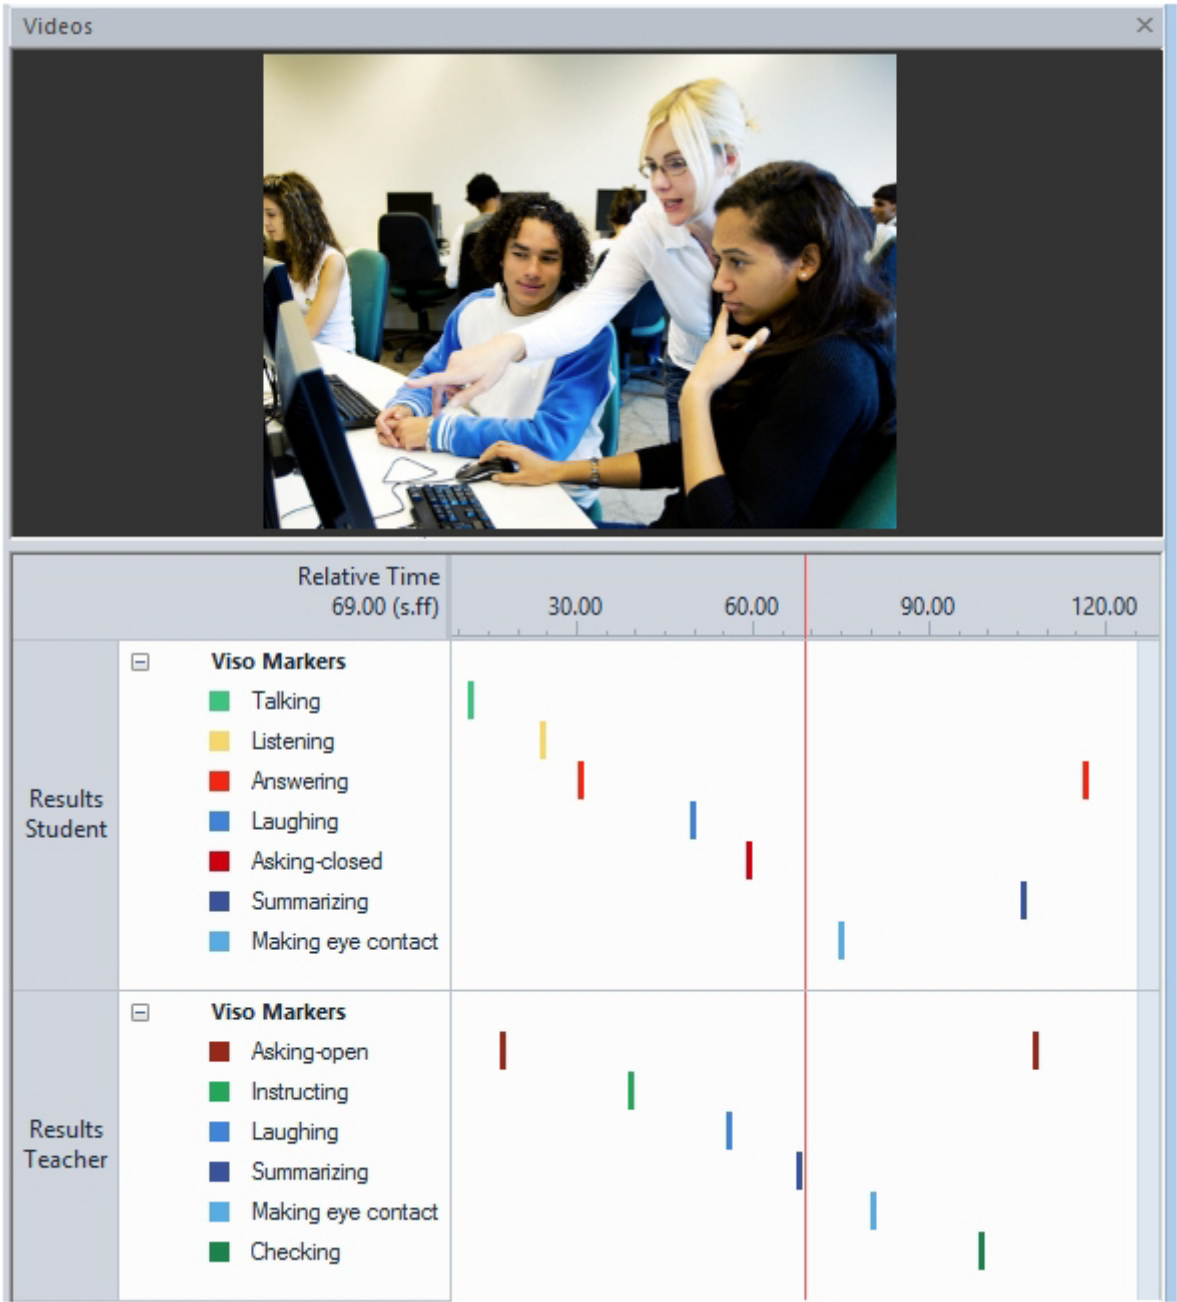 Videos
Relative Time
69.00 (s.ff)
30.00 60.00 90.00 120.00
Results
Student
Viso Markers
Talking
Listening
Answering
Laughing
Asking-closed
Summarizing
Making eye contact
Results
Teacher
Viso Markers
Asking-open
Instructing
Laughing
Summarizing
Making eye contact
Checking